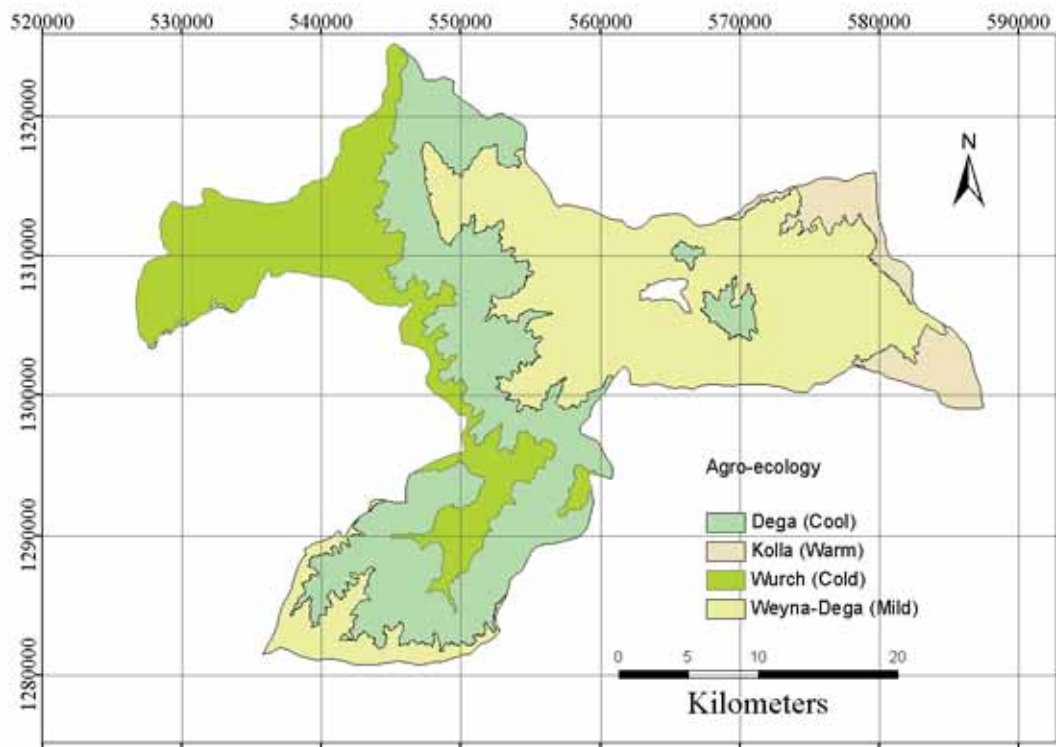 520000 530000 540000 550000 560000 570000 580000 590000
1320000
1310000
1300000
1290000
1280000
N
Agro-ecology
Dega (Cool)
Kolla (Warm)
Wurch (Cold)
Weyna-Dega (Mild)
0 5 10 20
Kilometers